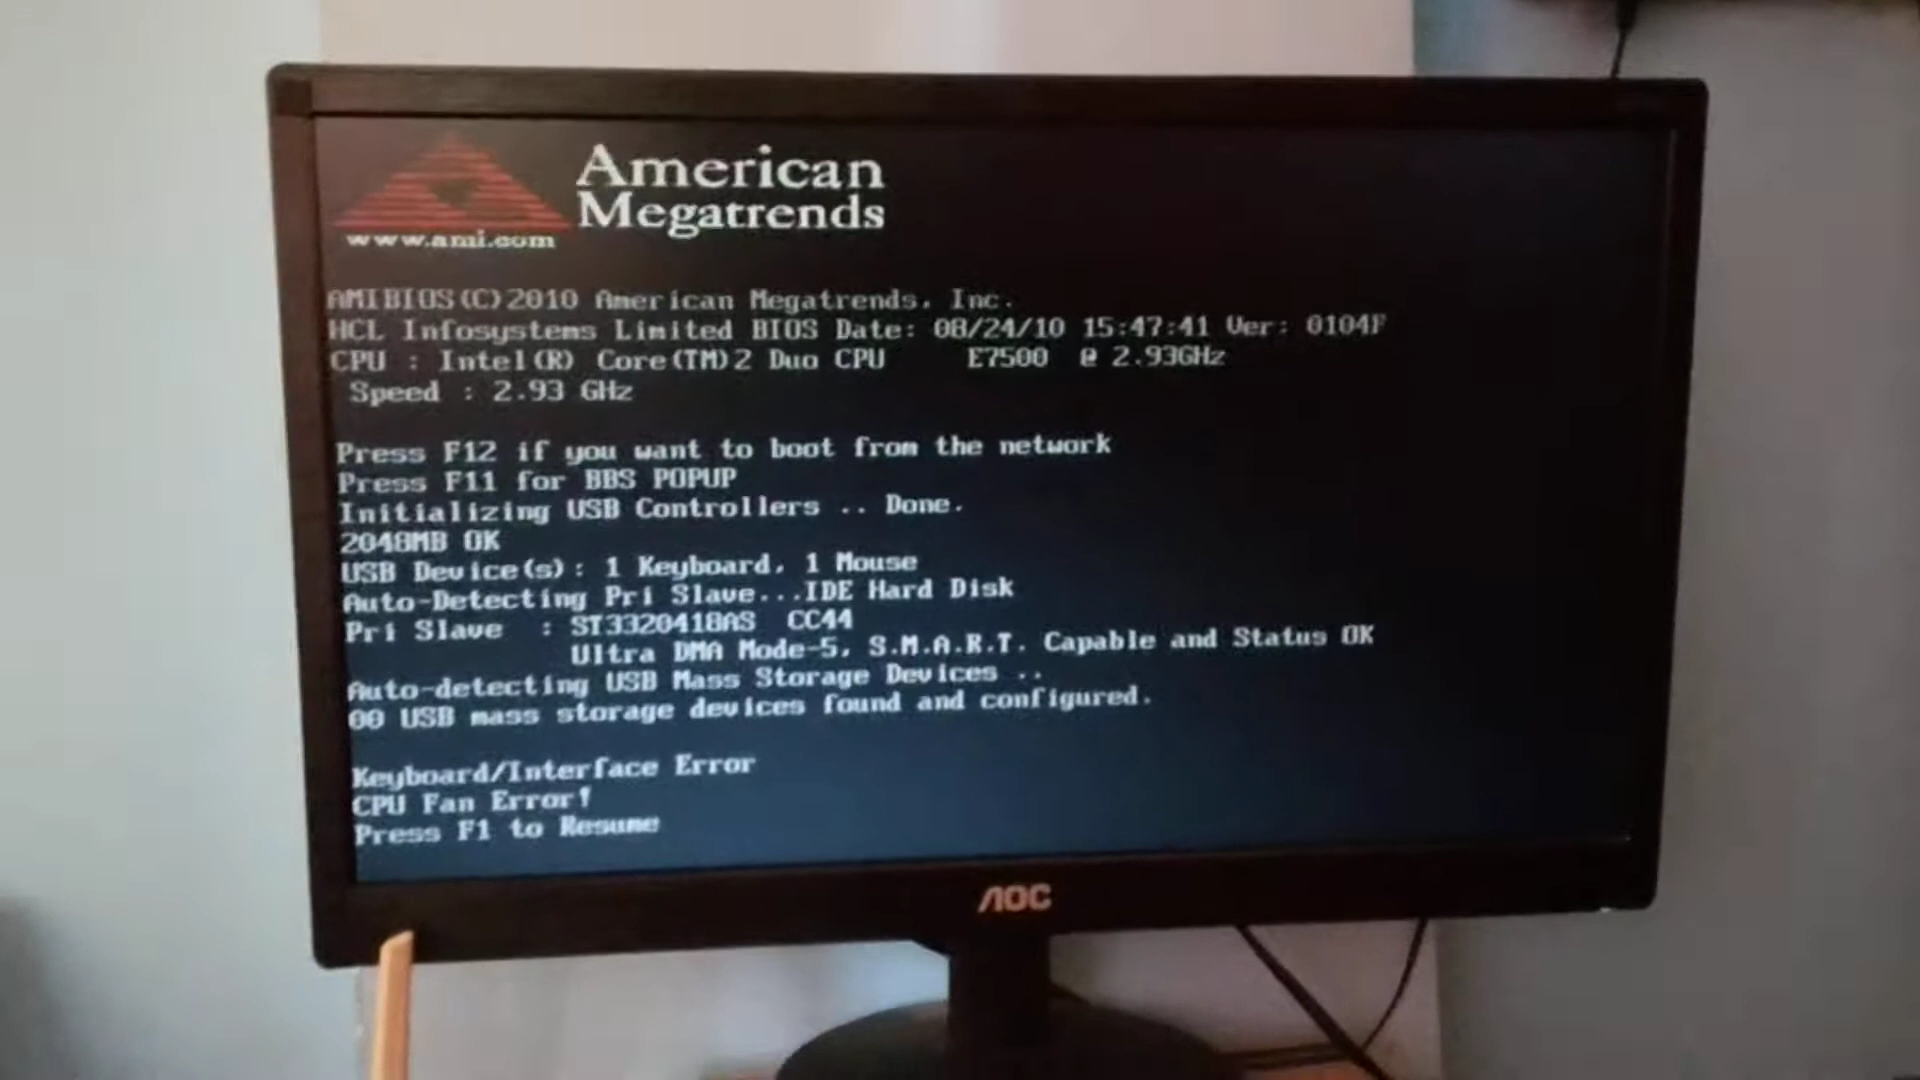 American
Megatrends
www.ami.com
AMIBIOS(C)2010 American Megatrends, Inc.
HCL Infosystems Limited BIOS Date: 08/24/10 15:47:41 Ver: 0104F
CPU : Intel(R) Core(TM)2 Duo CPU E7500 @ 2.93GHz
Speed : 2.93 GHz
Press F12 if you want to boot from the network
Press F11 for BBS POPUP
Initializing USB Controllers .. Done.
2048MB OK
USB Device(s): 1 Keyboard, 1 Mouse
Auto-Detecting Pri Slave...IDE Hard Disk
Pri Slave : ST3320418AS CC44
Ultra DMA Mode-5, S.M.A.R.T. Capable and Status OK
Auto-detecting USB Mass Storage Devices ..
00 USB mass storage devices found and configured.
Keyboard/Interface Error
CPU Fan Error!
Press F1 to Resume
AOC